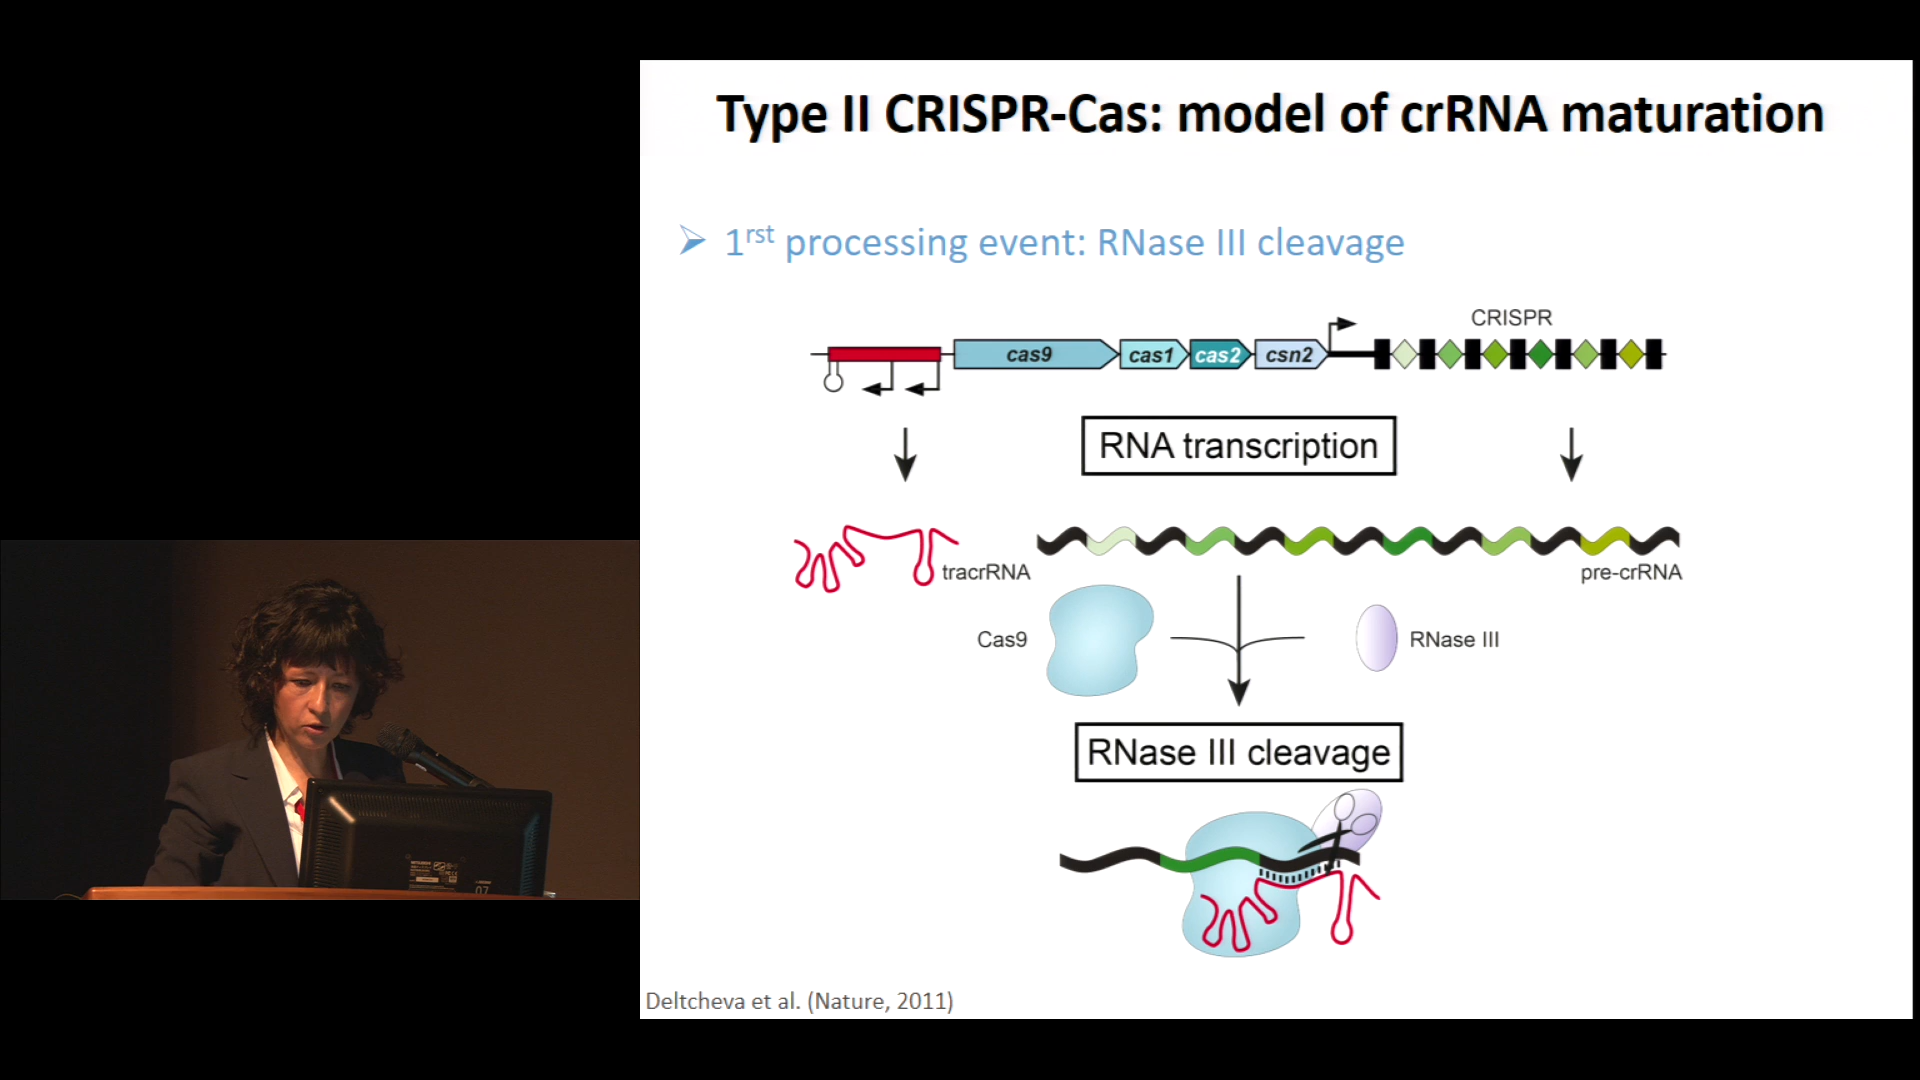 Type II CRISPR-Cas: model of crRNA maturation
1rst processing event: RNase III cleavage
CRISPR
cas9 cas1 cas2 csn2
RNA transcription
tracrRNA
pre-crRNA
Cas9
RNase III
RNase III cleavage
Deltcheva et al. (Nature, 2011)
07